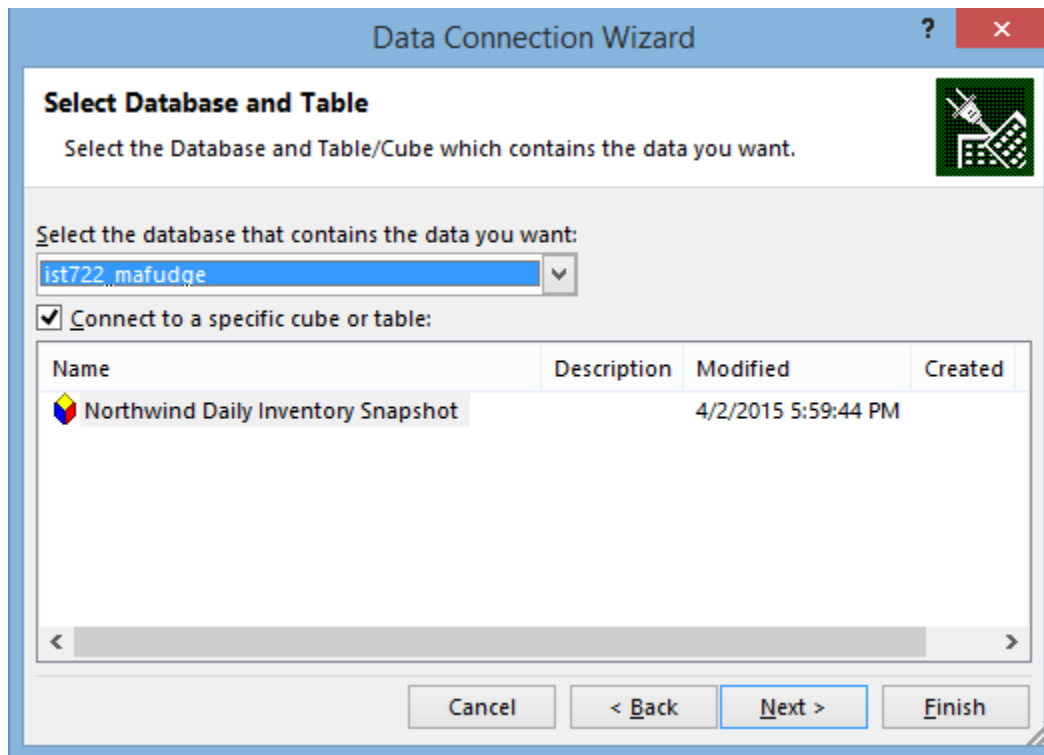 Data Connection Wizard ? ×
Select Database and Table
Select the Database and Table/Cube which contains the data you want.
Select the database that contains the data you want:
ist722_mafudge
Connect to a specific cube or table:
Name Description Modified Created
Northwind Daily Inventory Snapshot 4/2/2015 5:59:44 PM
Cancel < Back Next > Finish